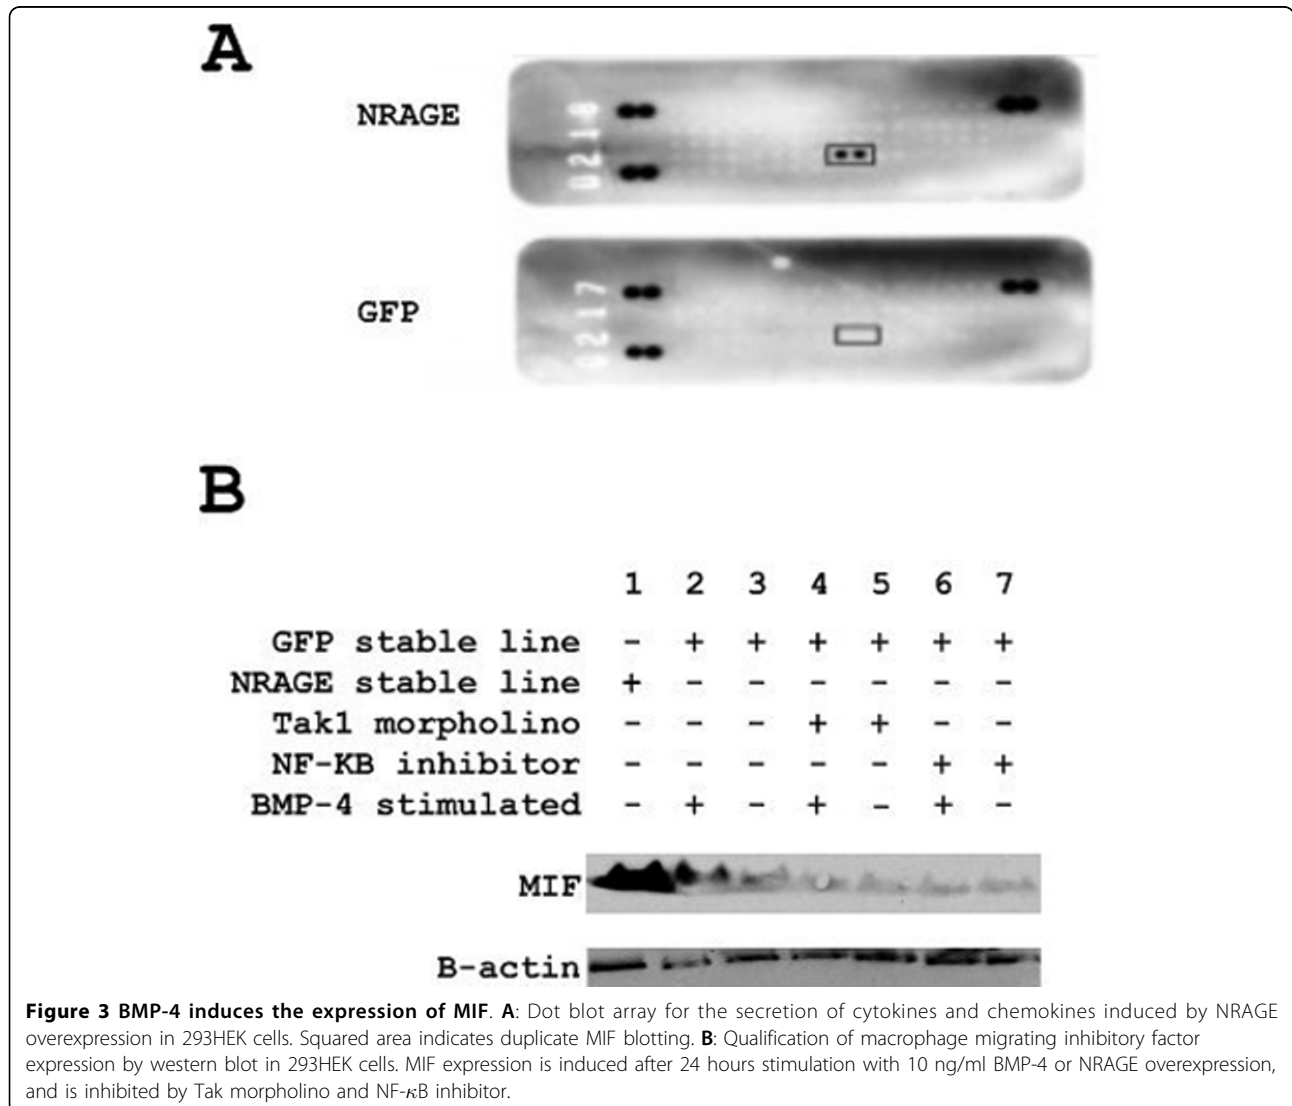 A
NRAGE
0218
GFP
0217
B
1 2 3 4 5 6 7
GFP stable line - + + + + + +
NRAGE stable line + - - - - - -
Tak1 morpholino - - - + + - -
NF-KB inhibitor - - - - - + +
BMP-4 stimulated - + - + - + -
MIF
B-actin
Figure 3 BMP-4 induces the expression of MIF. A: Dot blot array for the secretion of cytokines and chemokines induced by NRAGE
overexpression in 293HEK cells. Squared area indicates duplicate MIF blotting. B: Qualification of macrophage migrating inhibitory factor
expression by western blot in 293HEK cells. MIF expression is induced after 24 hours stimulation with 10 ng/ml BMP-4 or NRAGE overexpression,
and is inhibited by Tak morpholino and NF-κB inhibitor.